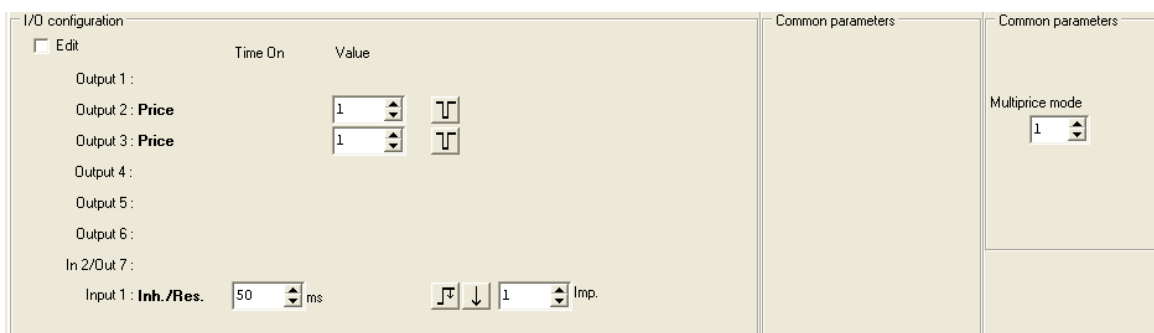 I/O configuration
Common parameters
Common parameters
Edit
Time On Value
Output 1 :
Output 2 : Price 1
Multiprice mode
1
Output 3 : Price 1
Output 4 :
Output 5 :
Output 6 :
In 2/Out 7 :
Input 1 : Inh./Res. 50 ms 1 Imp.